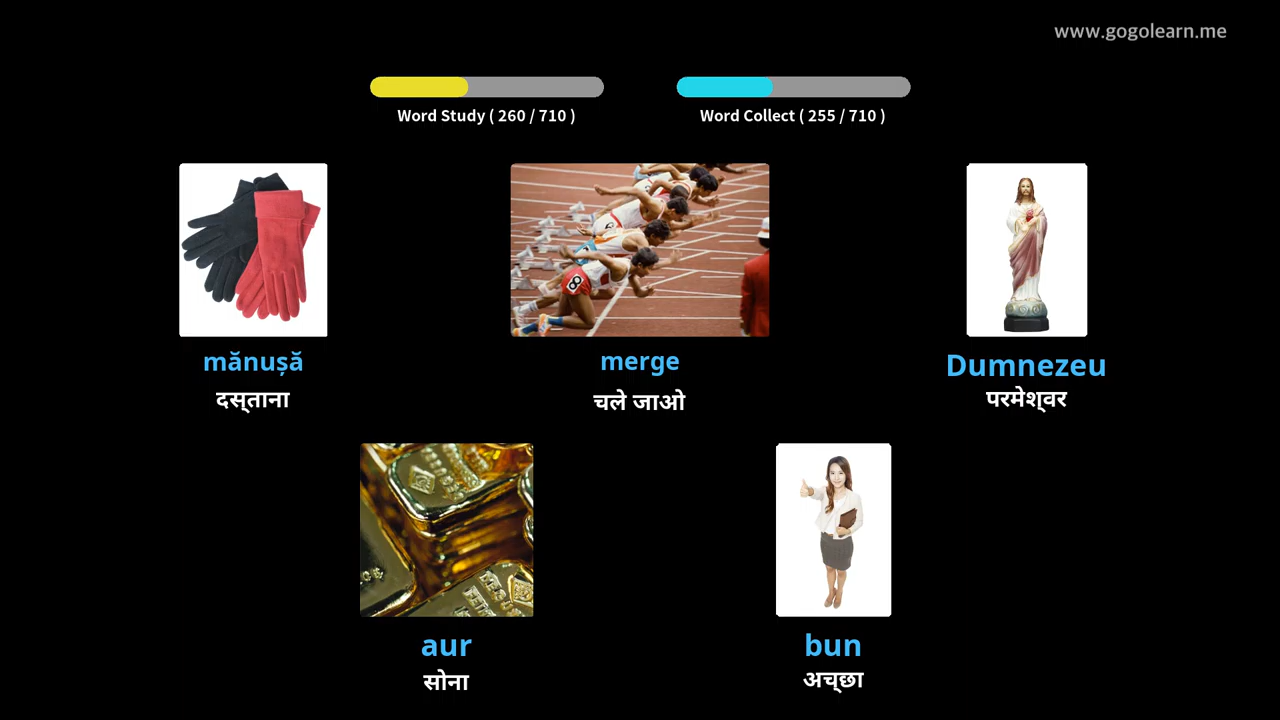 www.gogolearn.me
Word Study ( 260 / 710 )
Word Collect ( 255 / 710 )
mănușă
दस्ताना
merge
चले जाओ
Dumnezeu
परमेश्वर
aur
सोना
bun
अच्छा